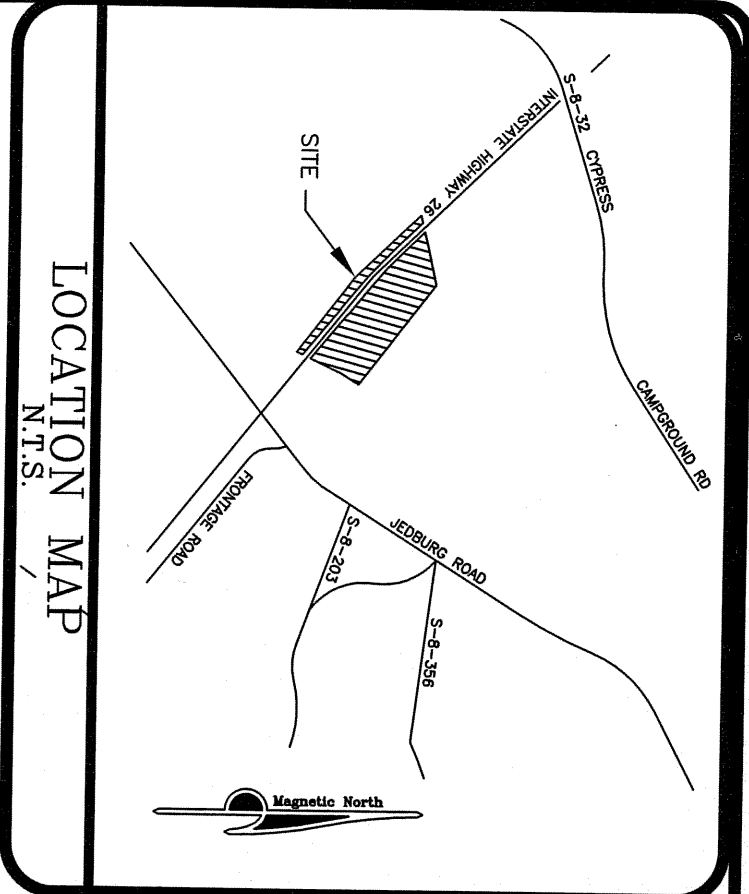 S-8-32 CYPRESS
CAMPGROUND RD
INTERSTATE HIGHWAY 26
SITE
JEDBURG ROAD
FRONTAGE ROAD
S-8-203
S-8-356
Magnetic North
LOCATION MAP
N.T.S.